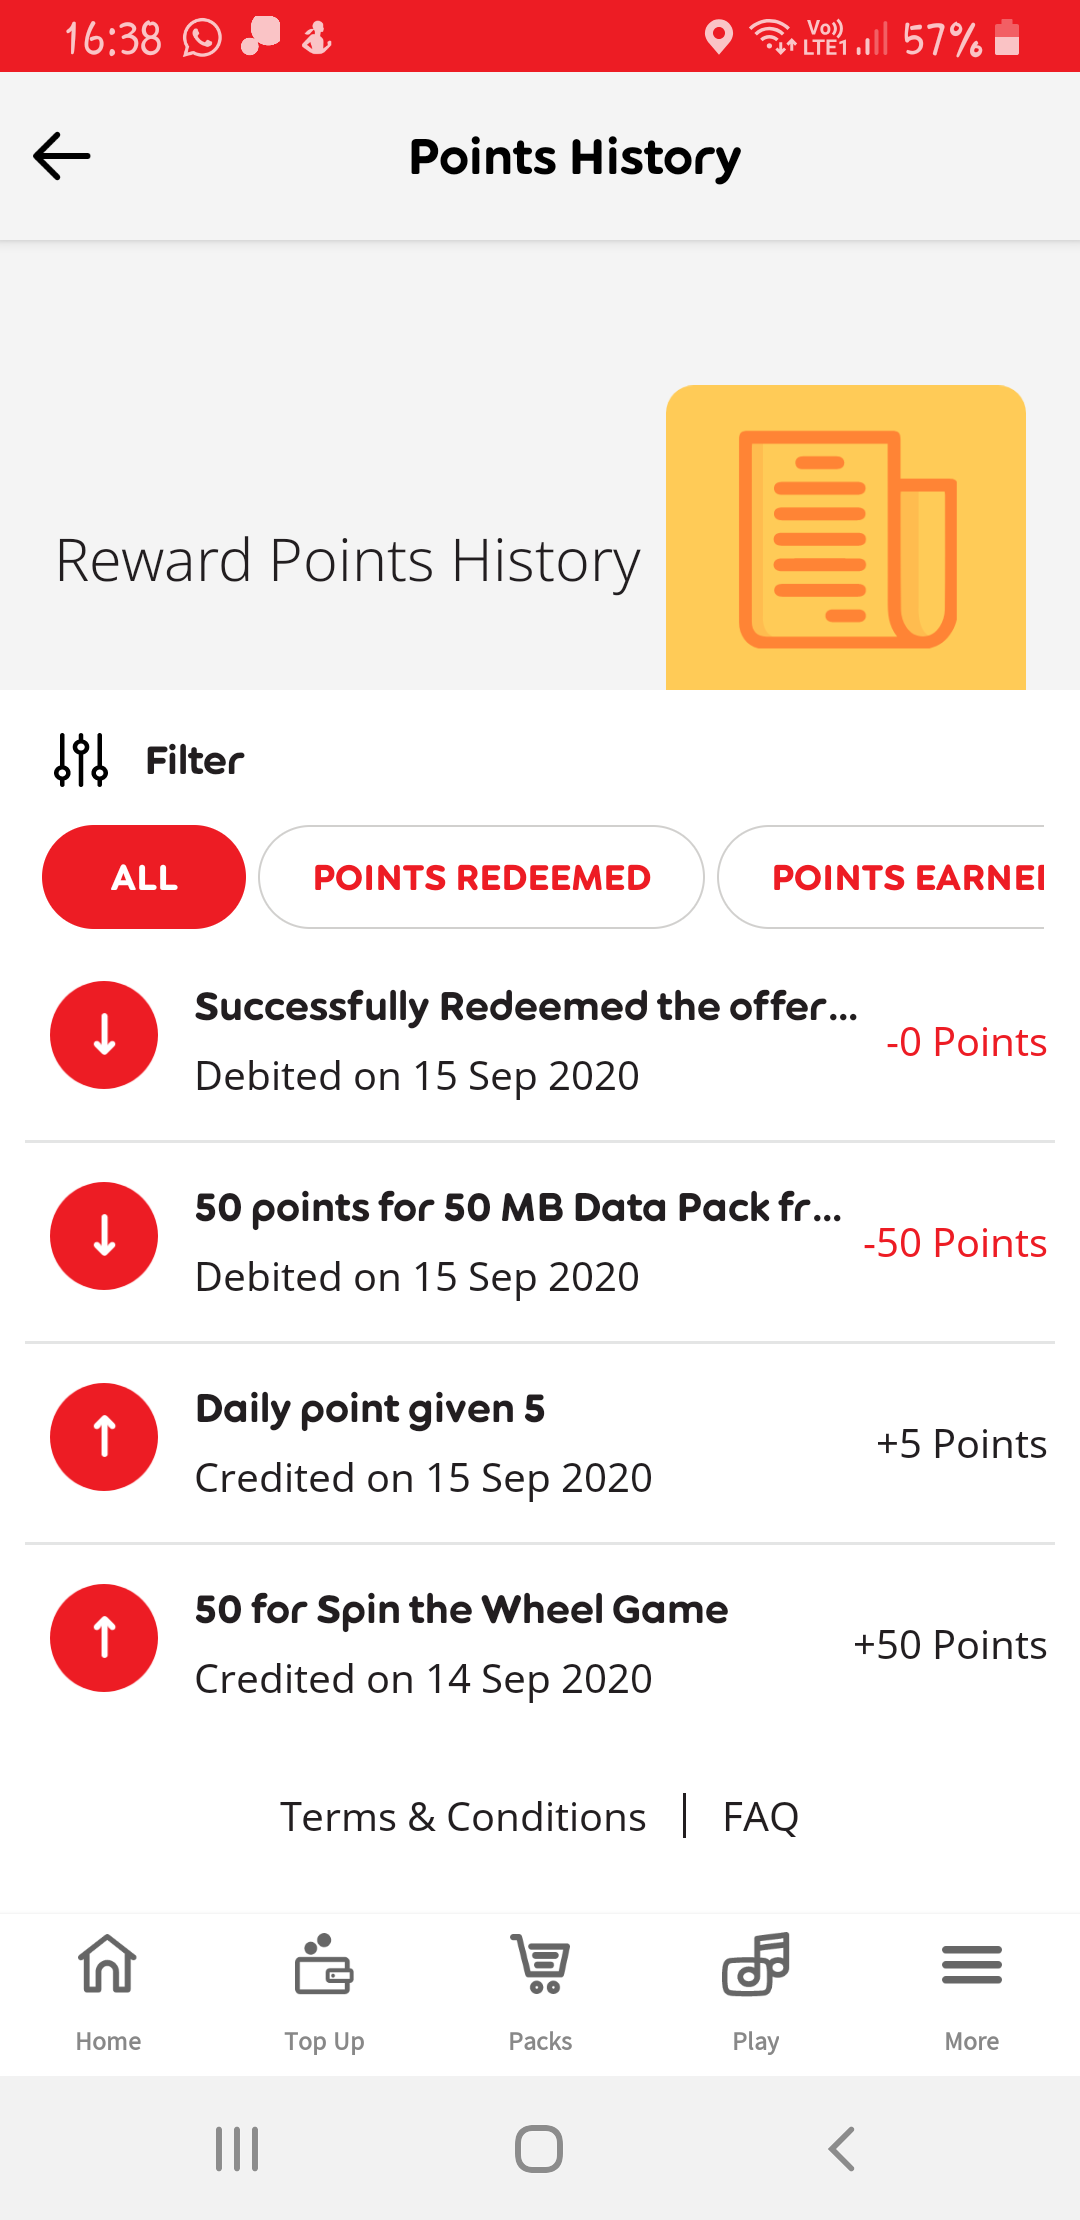 16:38 Vo)) LTE1 57%
Points History
Reward Points History
Filter
ALL POINTS REDEEMED POINTS EARNE
Successfully Redeemed the offer...
-0 Points
Debited on 15 Sep 2020
50 points for 50 MB Data Pack fr...
-50 Points
Debited on 15 Sep 2020
Daily point given 5
+5 Points
Credited on 15 Sep 2020
50 for Spin the Wheel Game
+50 Points
Credited on 14 Sep 2020
Terms & Conditions | FAQ
Home Top Up Packs Play More